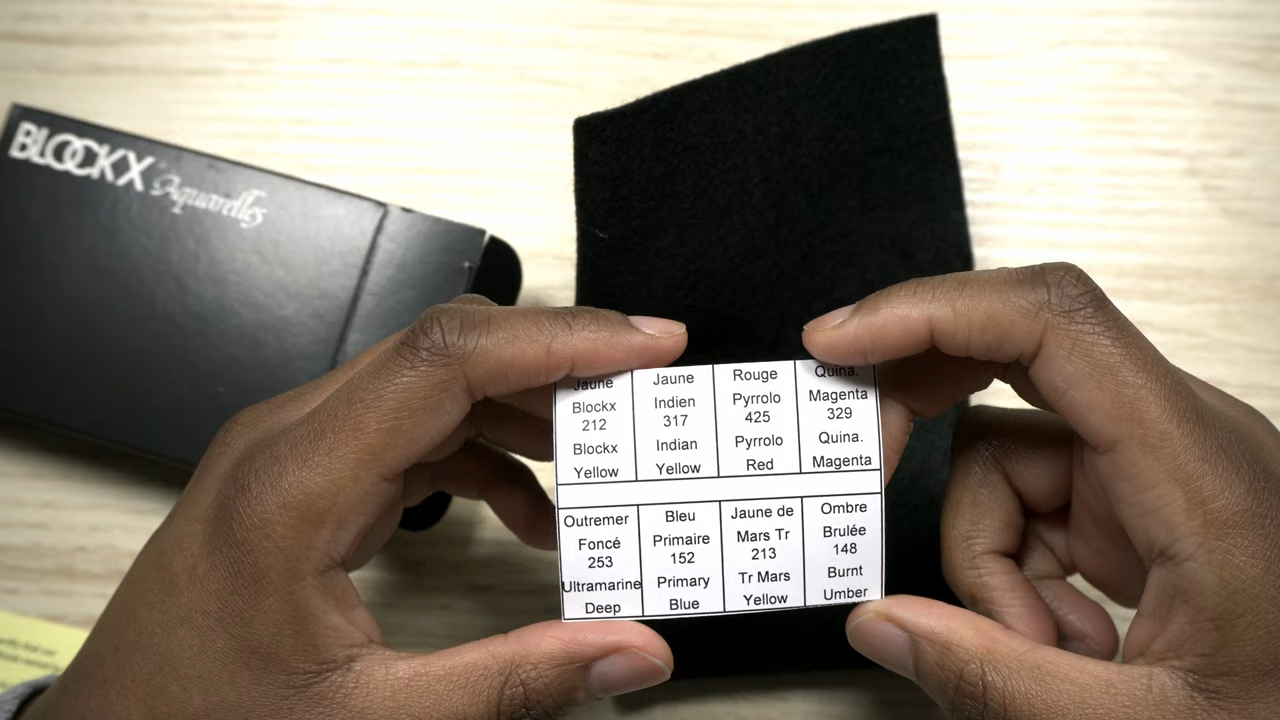 BLOCKX Aquarelles
Jaune
Blockx
212
Blockx
Yellow
Jaune
Indien
317
Indian
Yellow
Rouge
Pyrrolo
425
Pyrrolo
Red
Quina.
Magenta
329
Quina.
Magenta
Outremer
Foncé
253
Ultramarine
Deep
Bleu
Primaire
152
Primary
Blue
Jaune de
Mars Tr
213
Tr Mars
Yellow
Ombre
Brulée
148
Burnt
Umber